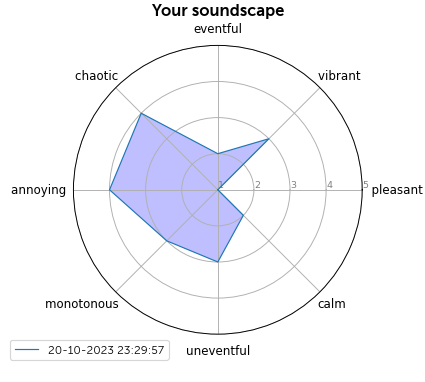 Your soundscape
eventful
chaotic
vibrant
annoying
1
2
3
4
5
pleasant
monotonous
calm
uneventful
20-10-2023 23:29:57